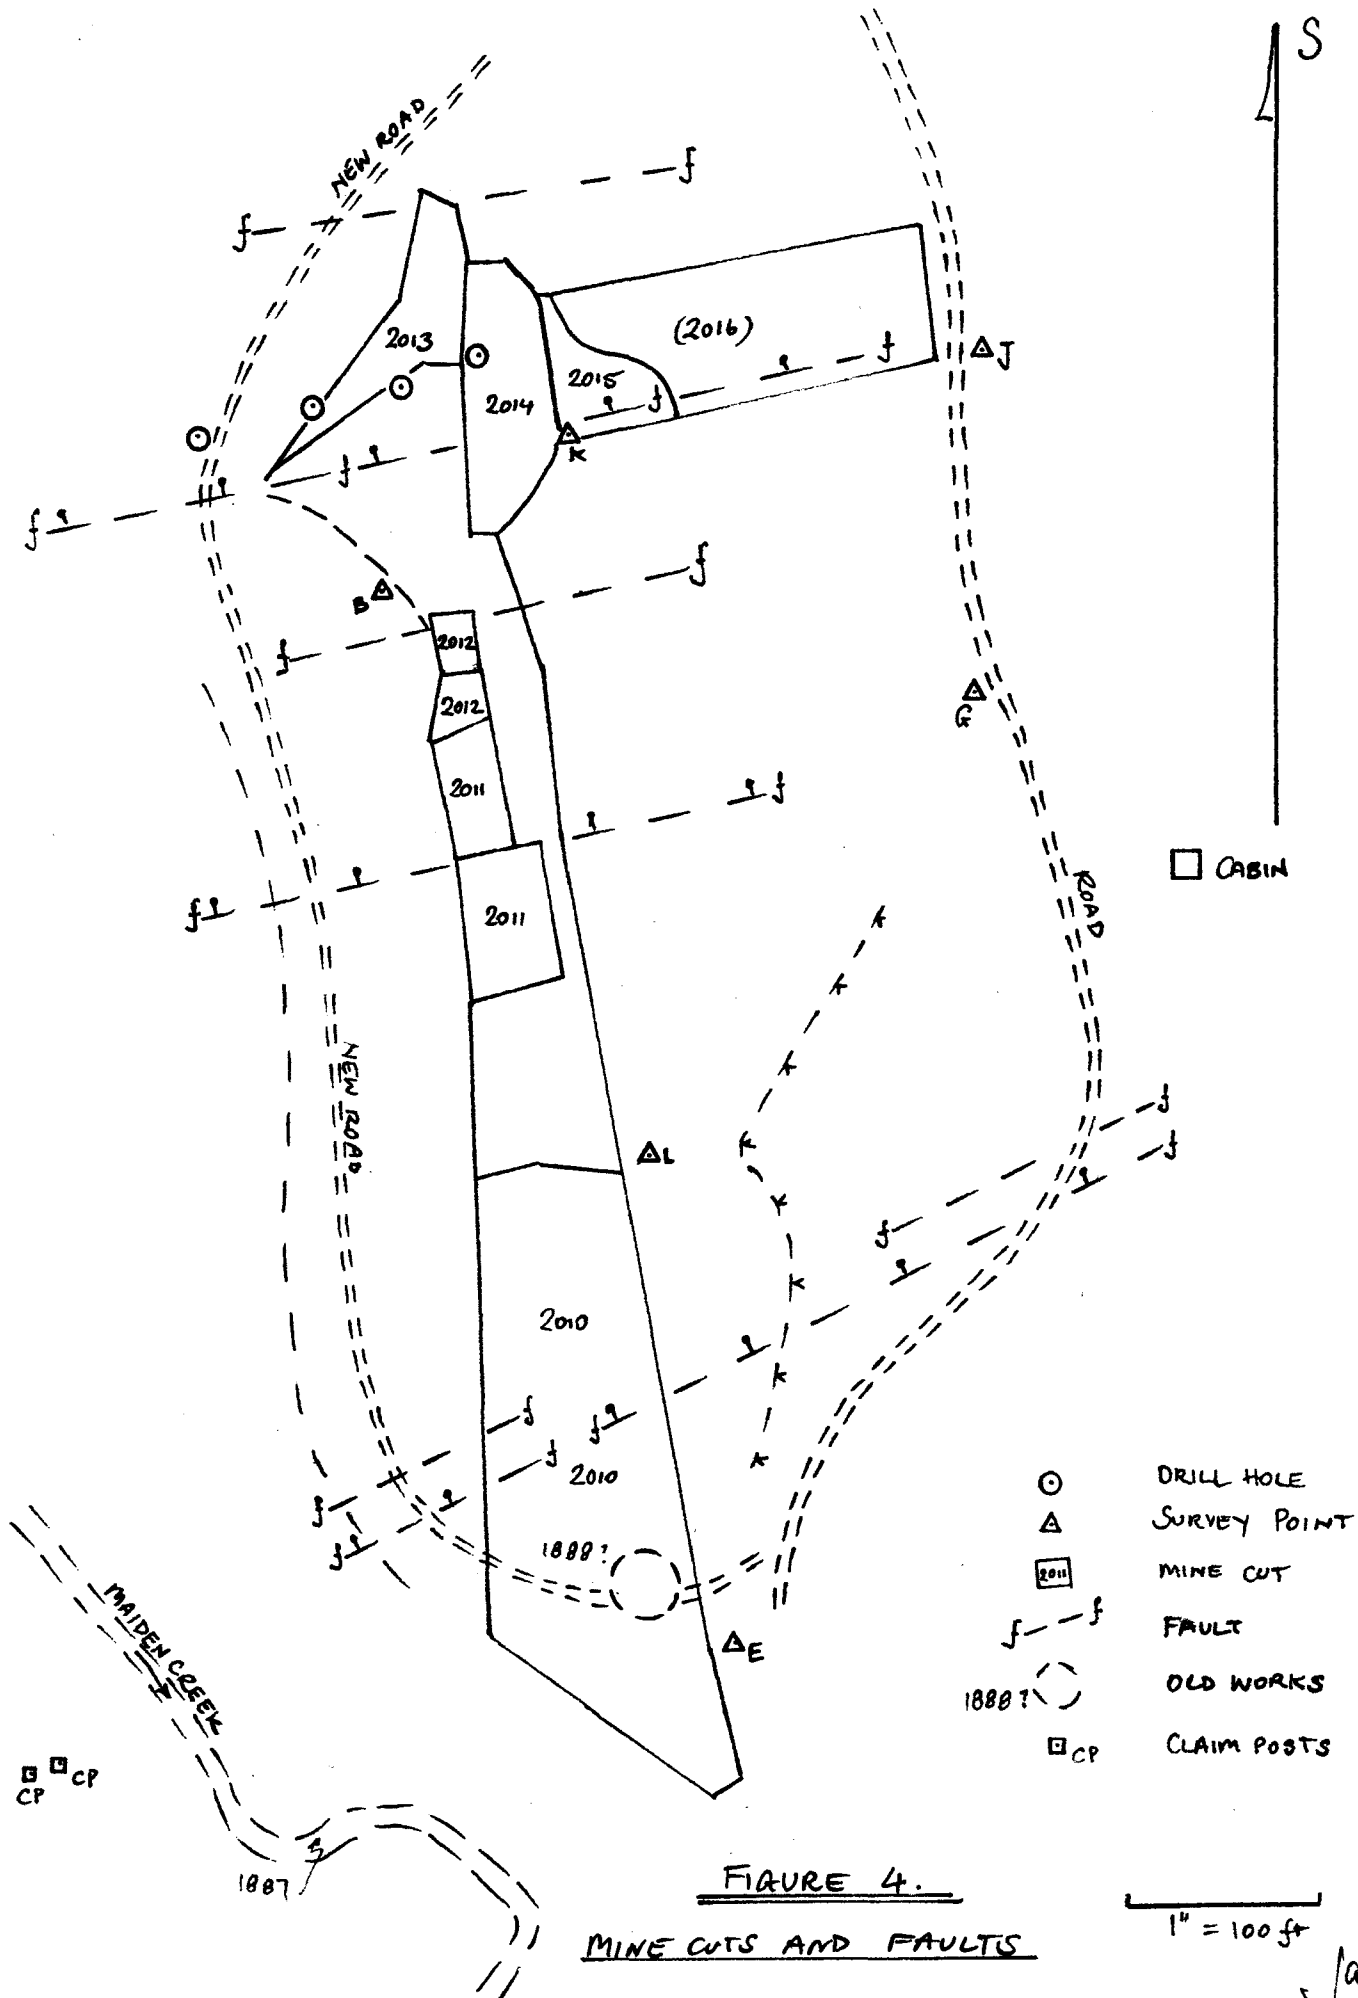 S
NEW ROAD
f
f
2013
(2016)
f
J
2015
f
2014
K
f
f
B
f
f
2012
2012
G
2011
f
CABIN
f
2011
ROAD
NEW ROAD
L
f
f
f
2010
f
f
f
2010
f
f
DRILL HOLE
SURVEY POINT
2011 MINE CUT
f f FAULT
1888? OLD WORKS
CP CLAIM POSTS
1888?
E
MAIDEN CREEK
CP
CP
1887
FIGURE 4.
MINE CUTS AND FAULTS
1" = 100 ft